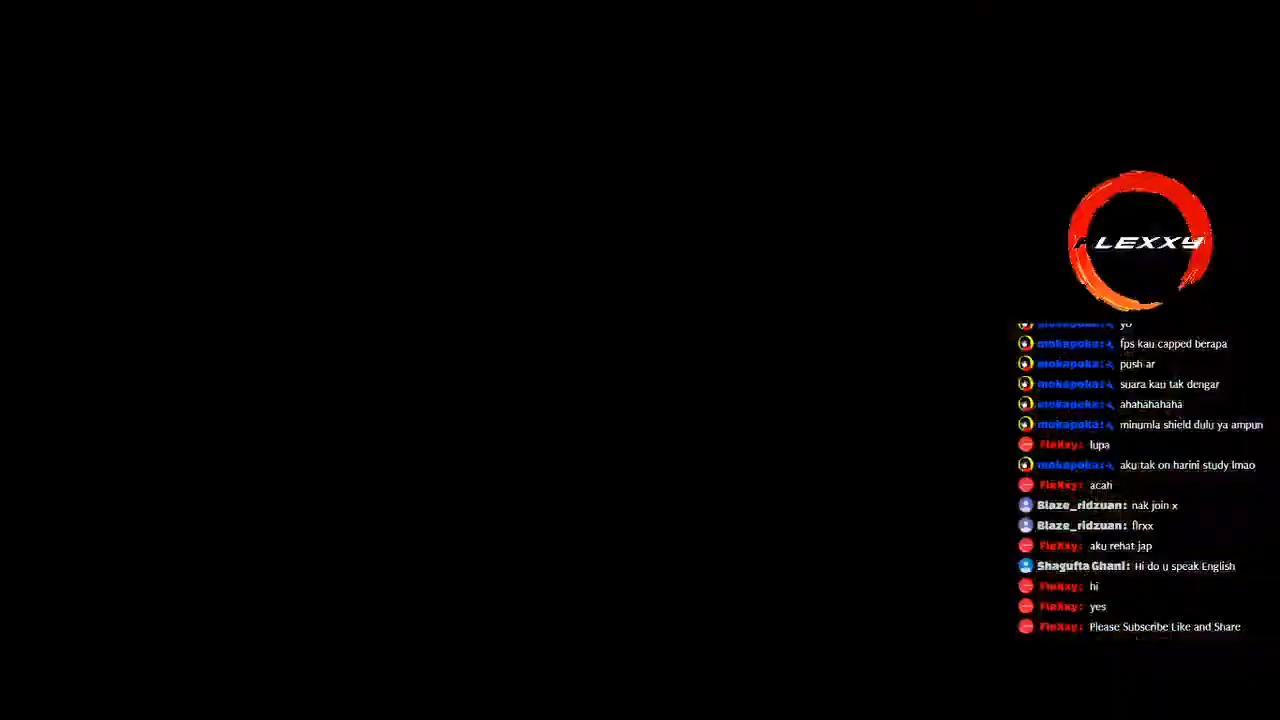 LEXXY
mokapoka: yo
mokapoka: fps kau capped berapa
mokapoka: push ar
mokapoka: suara kau tak dengar
mokapoka: ahahahahaha
mokapoka: minumla shield dulu ya ampun
FleXxy: lupa
mokapoka: aku tak on harini study lmao
FleXxy: acah
Blaze_ridzuan: nak join x
Blaze_ridzuan: flrxx
FleXxy: aku rehat jap
Shagufta Ghani: Hi do u speak English
FleXxy: hi
FleXxy: yes
FleXxy: Please Subscribe Like and Share